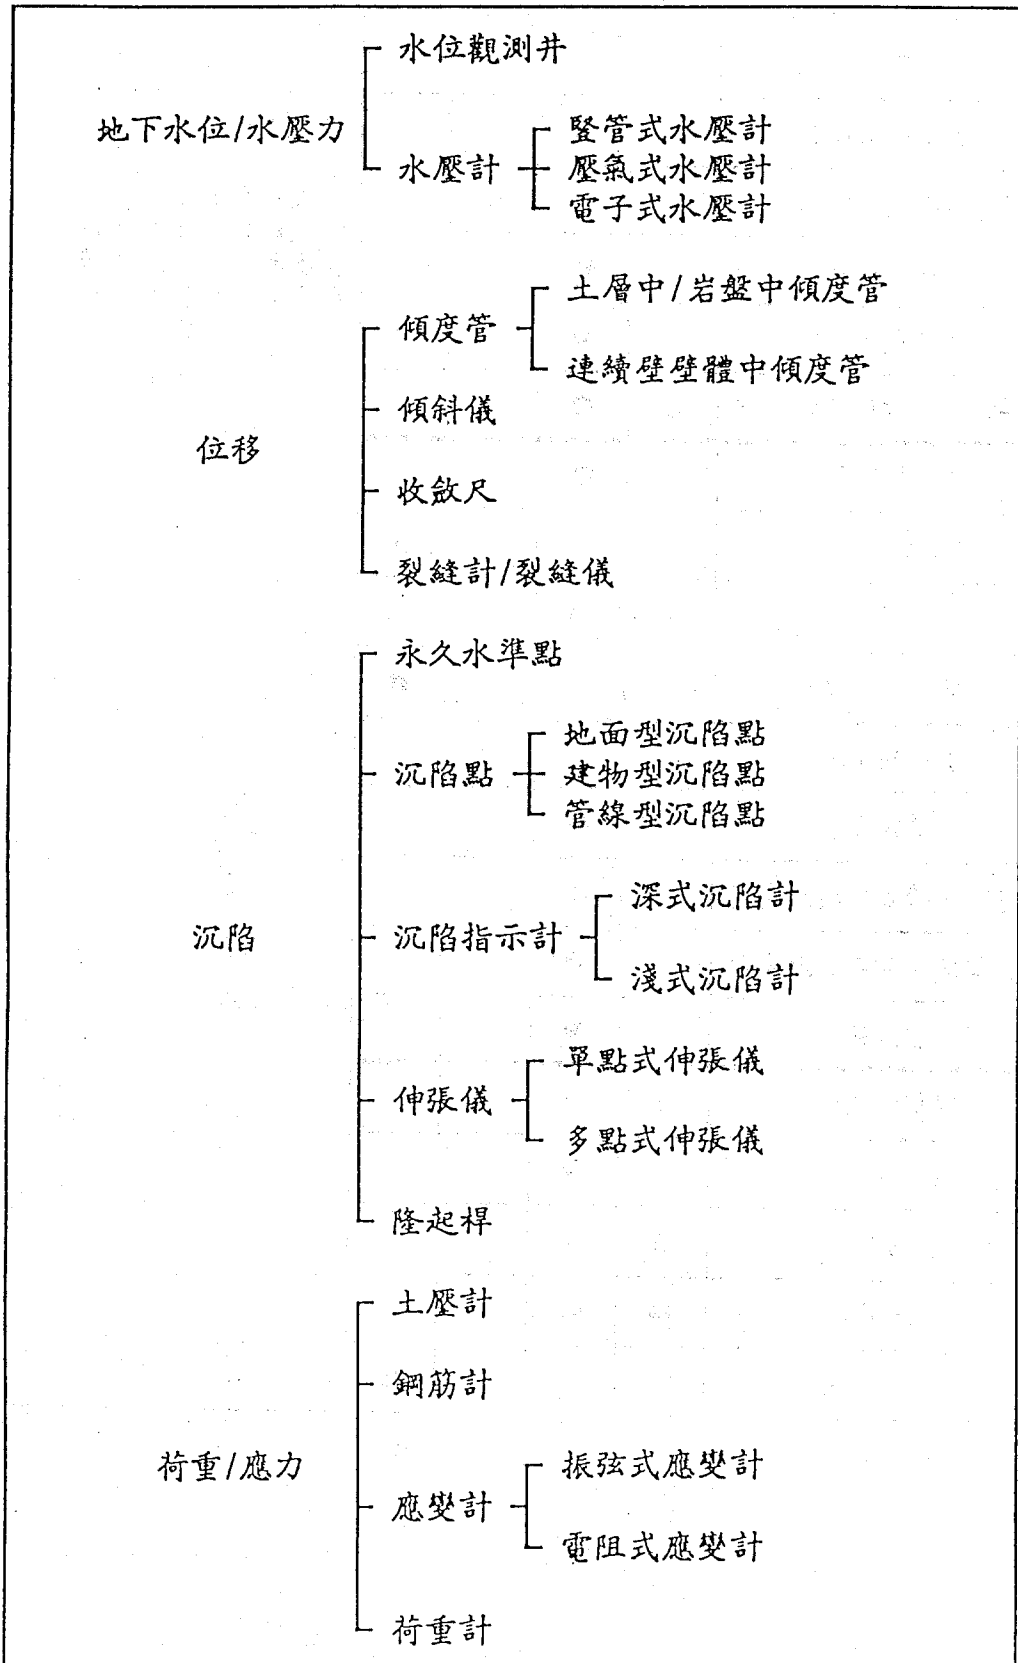 水位觀測井
地下水位/水壓力
水壓計
豎管式水壓計
壓氣式水壓計
電子式水壓計
位移
傾度管
土層中/岩盤中傾度管
連續壁壁體中傾度管
傾斜儀
收斂尺
裂縫計/裂縫儀
沉陷
永久水準點
沉陷點
地面型沉陷點
建物型沉陷點
管線型沉陷點
沉陷指示計
深式沉陷計
淺式沉陷計
伸張儀
單點式伸張儀
多點式伸張儀
隆起桿
荷重/應力
土壓計
鋼筋計
應變計
振弦式應變計
電阻式應變計
荷重計